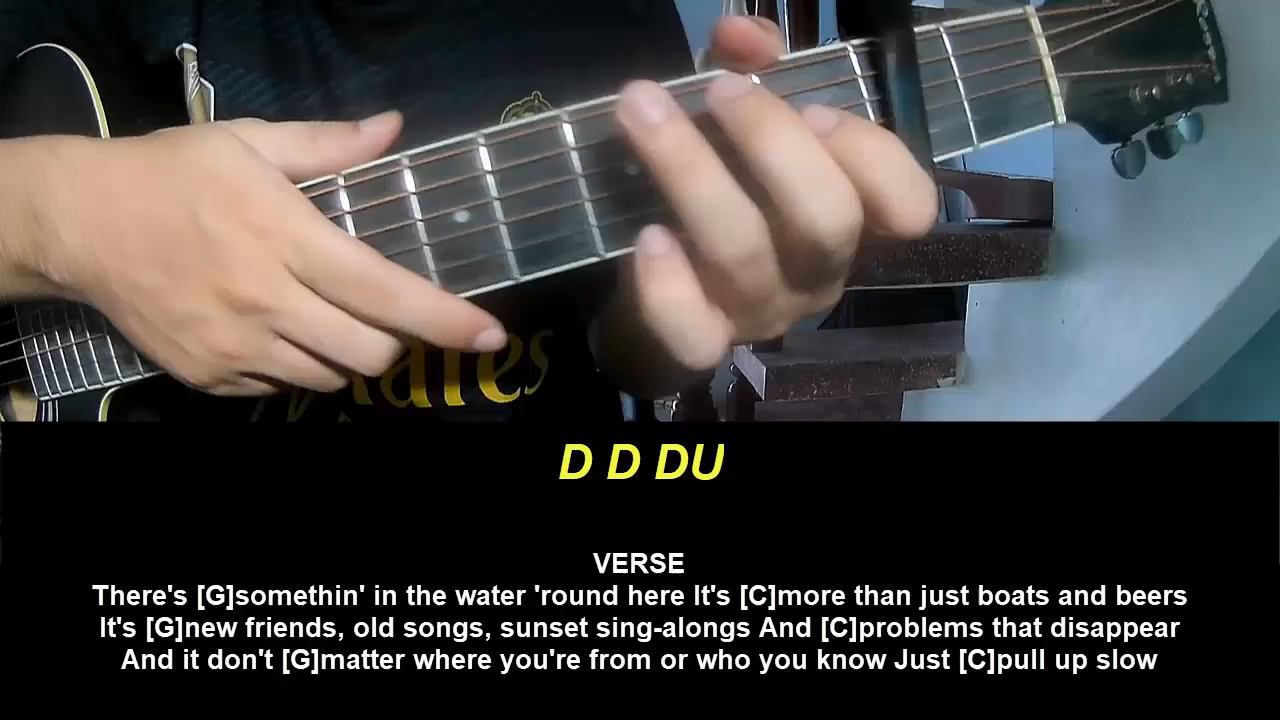 D D DU
VERSE
There's [G]somethin' in the water 'round here It's [C]more than just boats and beers
It's [G]new friends, old songs, sunset sing-alongs And [C]problems that disappear
And it don't [G]matter where you're from or who you know Just [C]pull up slow